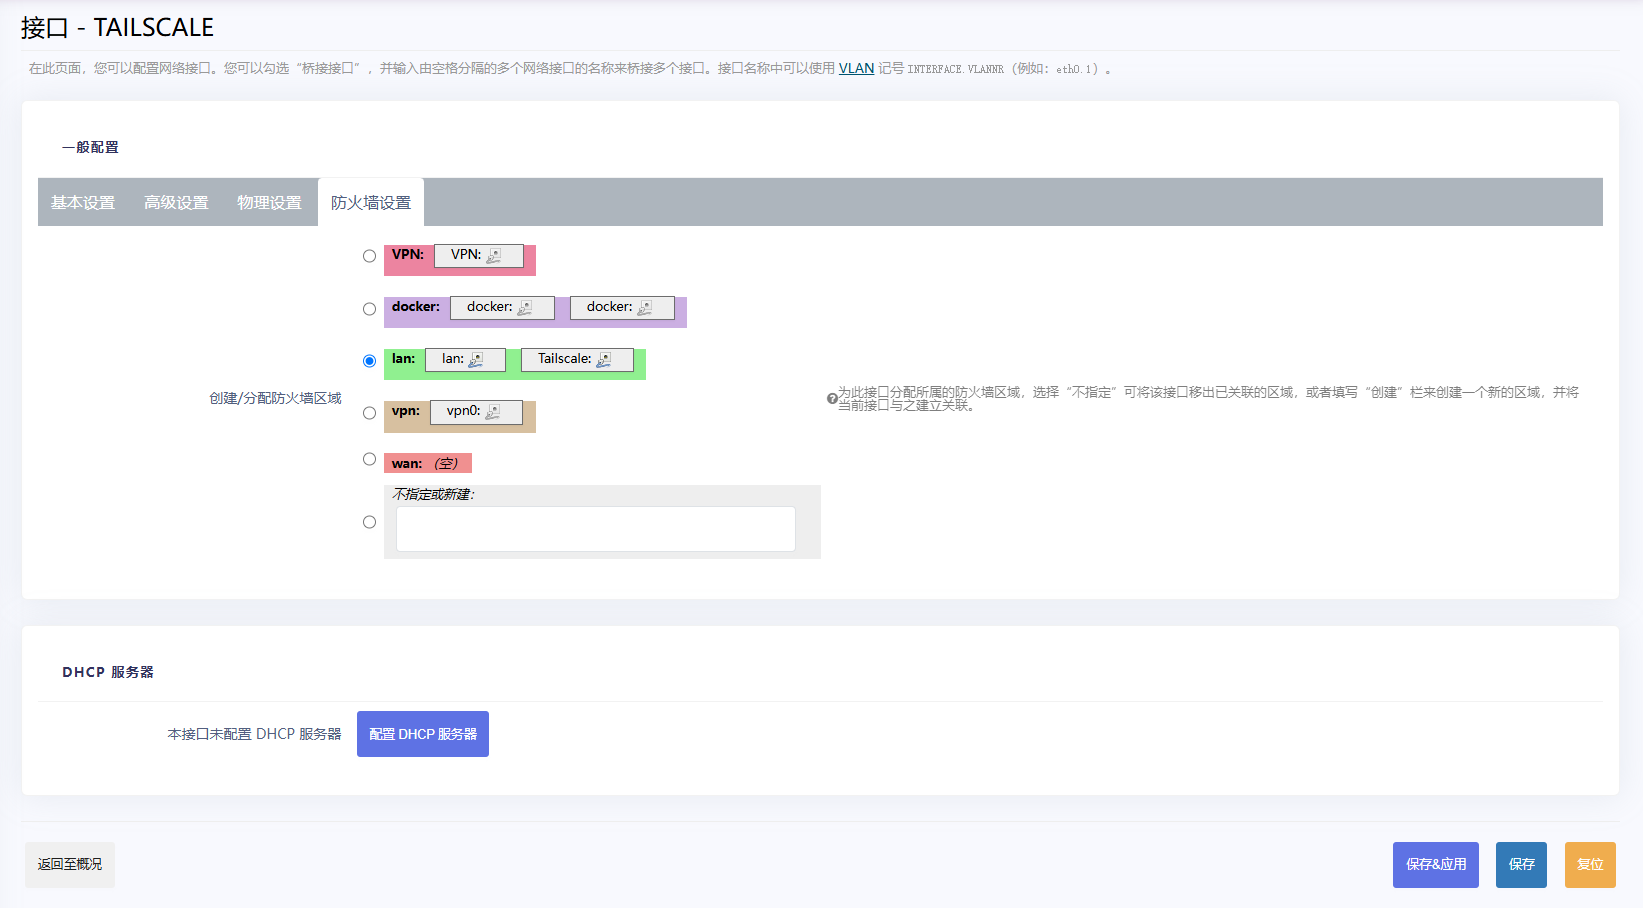 接口 - TAILSCALE
在此页面，您可以配置网络接口。您可以勾选“桥接接口”，并输入由空格分隔的多个网络接口的名称来桥接多个接口。接口名称中可以使用 VLAN 记号 INTERFACE.VLANNR（例如：eth0.1）。
一般配置
基本设置 高级设置 物理设置 防火墙设置
创建/分配防火墙区域
VPN: VPN:
docker: docker: docker:
lan: lan: Tailscale:
vpn: vpn0:
wan: (空)
不指定或新建:
为此接口分配所属的防火墙区域，选择“不指定”可将该接口移出已关联的区域，或者填写“创建”栏来创建一个新的区域，并将
当前接口与之建立关联。
DHCP 服务器
本接口未配置 DHCP 服务器 配置 DHCP 服务器
返回至概况 保存&应用 保存 复位